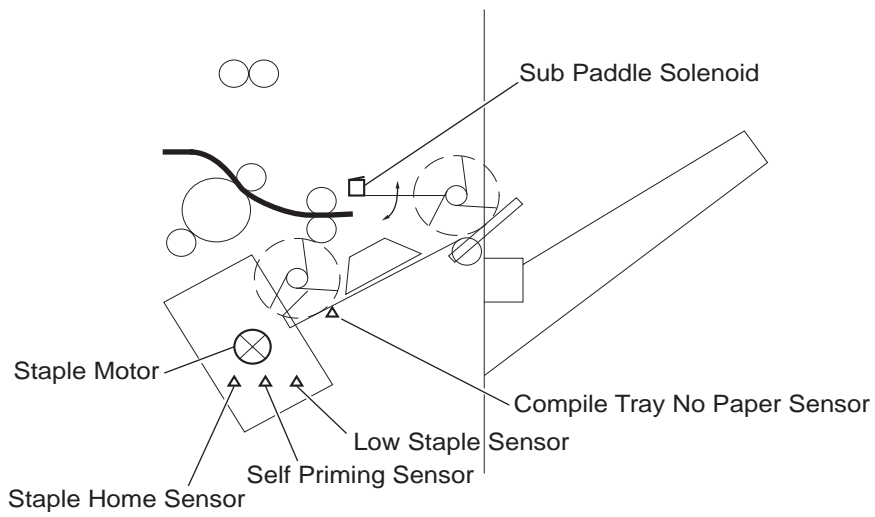 Sub Paddle Solenoid
Staple Motor
Compile Tray No Paper Sensor
Low Staple Sensor
Self Priming Sensor
Staple Home Sensor